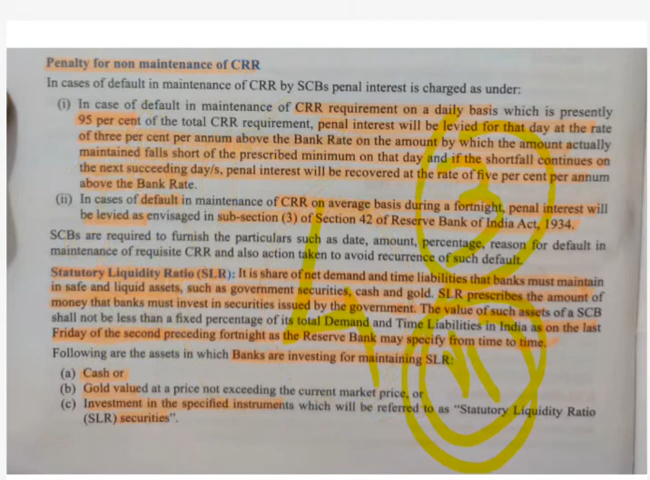 Penalty for non maintenance of CRR
In cases of default in maintenance of CRR by SCBs penal interest is charged as under:
(i) In case of default in maintenance of CRR requirement on a daily basis which is presently
95 per cent of the total CRR requirement, penal interest will be levied for that day at the rate
of three per cent per annum above the Bank Rate on the amount by which the amount actually
maintained falls short of the prescribed minimum on that day and if the shortfall continues on
the next succeeding day/s, penal interest will be recovered at the rate of five per cent per annum
above the Bank Rate.
(ii) In cases of default in maintenance of CRR on average basis during a fortnight, penal interest will
be levied as envisaged in sub-section (3) of Section 42 of Reserve Bank of India Act, 1934.
SCBs are required to furnish the particulars such as date, amount, percentage, reason for default in
maintenance of requisite CRR and also action taken to avoid recurrence of such default.
Statutory Liquidity Ratio (SLR): It is share of net demand and time liabilities that banks must maintain
in safe and liquid assets, such as government securities, cash and gold. SLR prescribes the amount of
money that banks must invest in securities issued by the government. The value of such assets of a SCB
shall not be less than a fixed percentage of its total Demand and Time Liabilities in India as on the last
Friday of the second preceding fortnight as the Reserve Bank may specify from time to time.
Following are the assets in which Banks are investing for maintaining SLR:
(a) Cash or
(b) Gold valued at a price not exceeding the current market price, or
(c) Investment in the specified instruments which will be referred to as “Statutory Liquidity Ratio
(SLR) securities”.